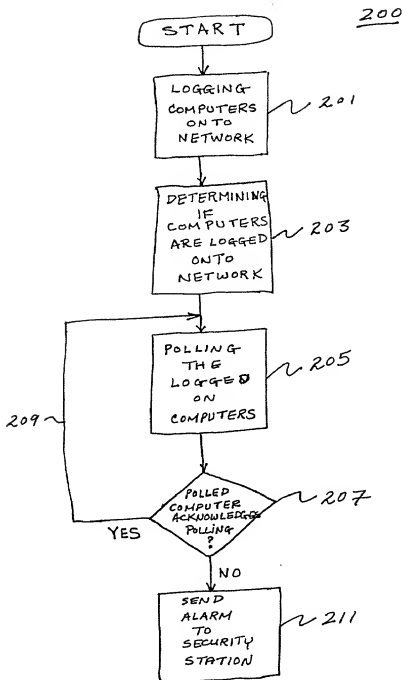 200
START
LOGGING
COMPUTERS
ONTO
NETWORK
201
DETERMINING
IF
COMPUTERS
ARE LOGGED
ONTO
NETWORK
203
POLLING
THE
LOGGED
ON
COMPUTERS
205
209
POLLED
COMPUTER
ACKNOWLEDGES
POLLING
?
207
YES
NO
SEND
ALARM
TO
SECURITY
STATION
211